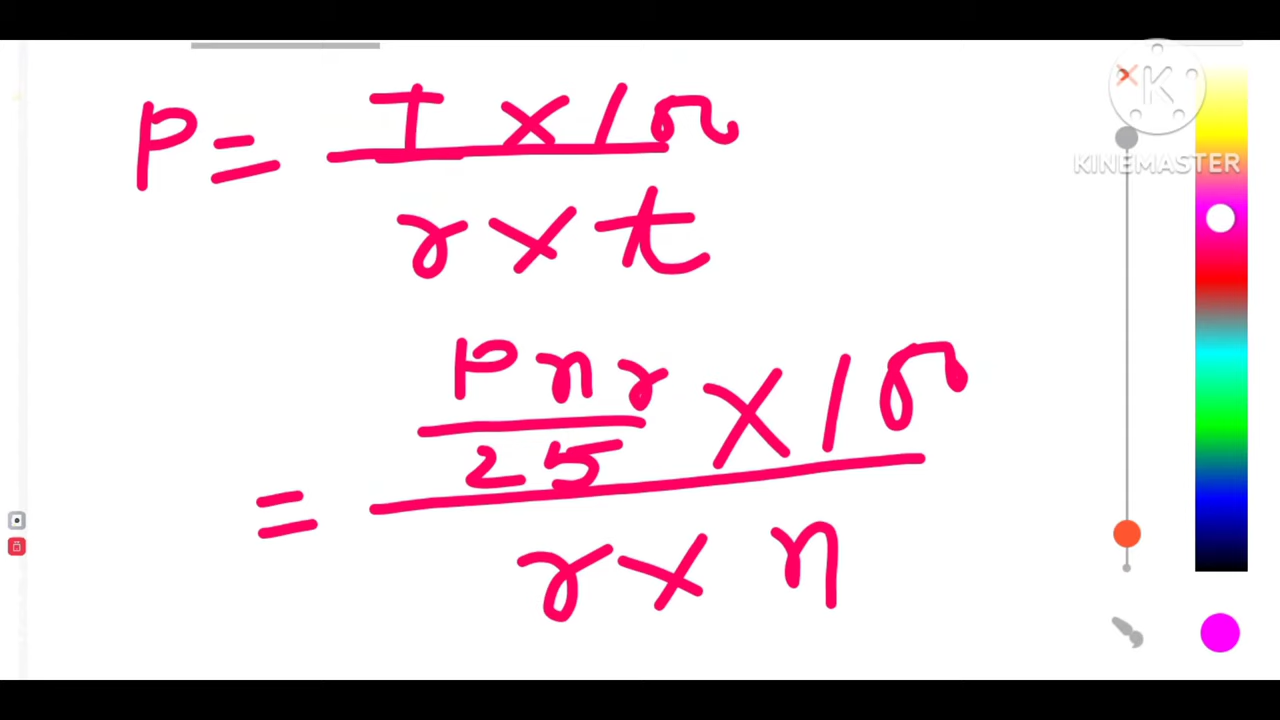 P = I × 100 / r × t
= pnr / 25 × 100 / r × n
K
KINEMASTER